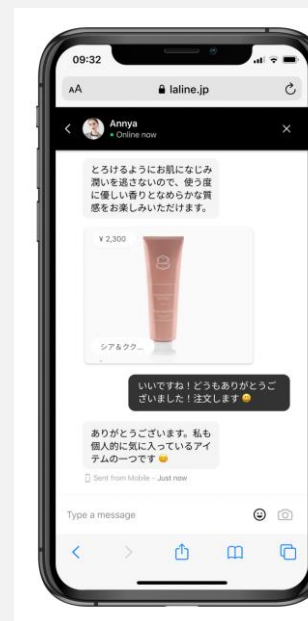 09:32
AA laline.jp
Annya
Online now
とろけるようにお肌になじみ
潤いを逃さないので、使う度
に優しい香りとなめらかな質
感をお楽しみいただけます。
¥ 2,300
シア&クク...
いいですね！どうもありがとうご
ざいました！注文します
ありがとうございます。私も
個人的に気に入っているアイ
テムの一つです
Sent from Mobile – Just now
Type a message